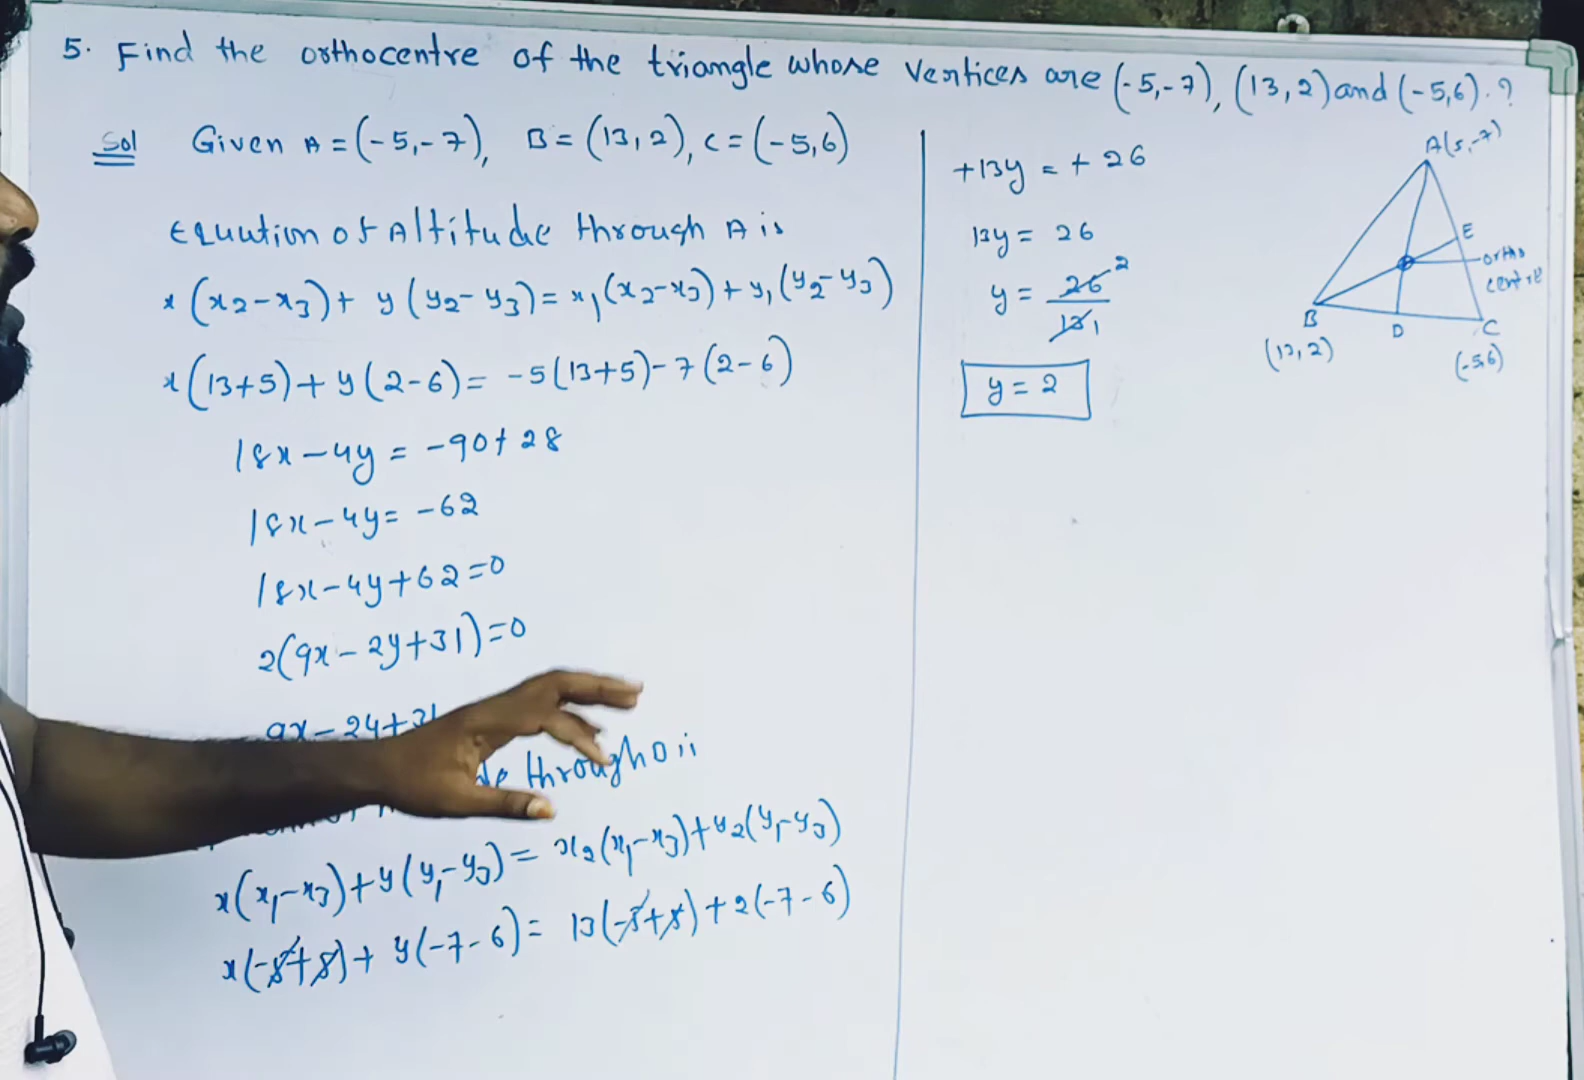 5. Find the orthocentre of the triangle whose vertices are (-5,-7), (13,2) and (-5,6).?
Sol Given A=(-5,-7), B=(13,2), C=(-5,6)
Equation of Altitude through A is
x(x2-x3)+y(y2-y3)=x1(x2-x3)+y1(y2-y3)
x(13+5)+y(2-6)= -5(13+5)-7(2-6)
18x-4y = -90+28
18x-4y= -62
18x-4y+62=0
2(9x-2y+31)=0
9x-2y+31
through
x(x1-x3)+y(y1-y3)= x2(x1-x3)+y2(y1-y3)
x(-5+5)+y(-7-6)= 13(-5+5)+2(-7-6)
+13y = +26
13y = 26
y = 26/13 2 1
y = 2
A(5,-7)
E
ortho
centre
B
D
C
(13,2)
(-5,6)